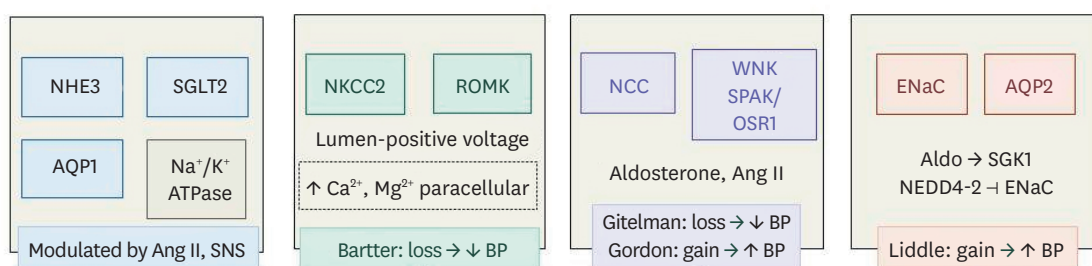 NHE3
SGLT2
AQP1
Na⁺/K⁺
ATPase
Modulated by Ang II, SNS
NKCC2
ROMK
Lumen-positive voltage
↑ Ca²⁺, Mg²⁺ paracellular
Bartter: loss → ↓ BP
NCC
WNK
SPAK/
OSR1
Aldosterone, Ang II
Gitelman: loss → ↓ BP
Gordon: gain → ↑ BP
ENaC
AQP2
Aldo → SGK1
NEDD4-2 ⊣ ENaC
Liddle: gain → ↑ BP